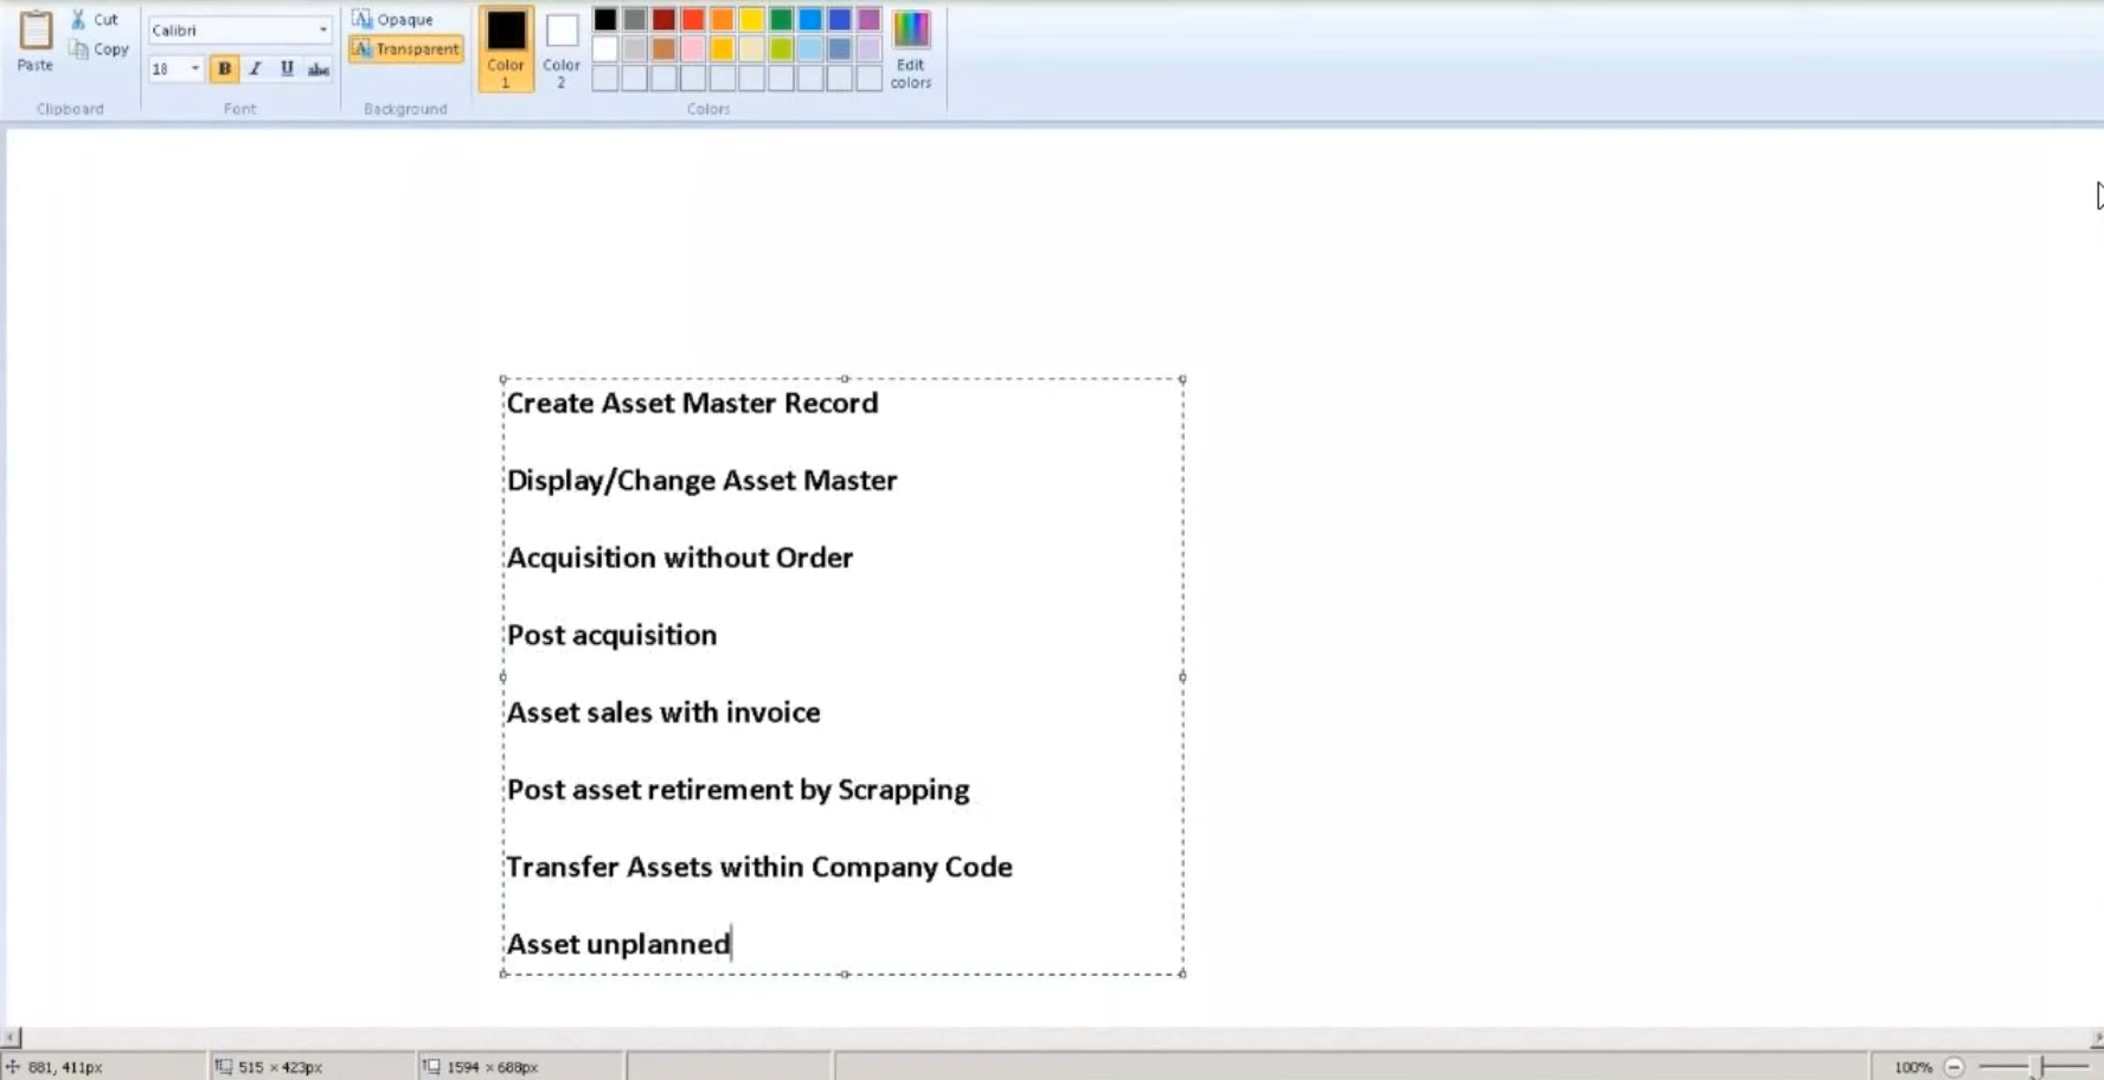 Cut
Calibri
Opaque
Copy
Transparent
Paste
18 B I U abc
Color 1
Color 2
Edit colors
Clipboard
Font
Background
Colors
Create Asset Master Record
Display/Change Asset Master
Acquisition without Order
Post acquisition
Asset sales with invoice
Post asset retirement by Scrapping
Transfer Assets within Company Code
Asset unplanned
881, 411px
515 × 423px
1594 × 688px
100%